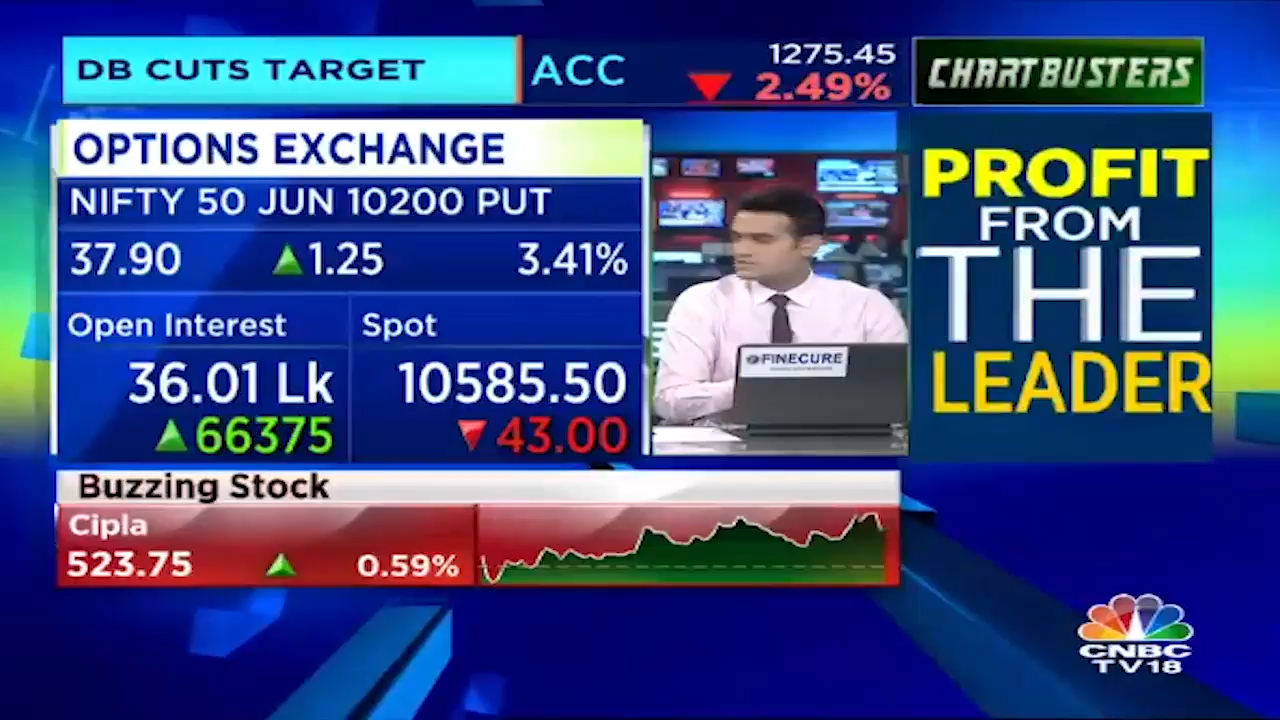 DB CUTS TARGET
ACC
1275.45
2.49%
CHARTBUSTERS
OPTIONS EXCHANGE
NIFTY 50 JUN 10200 PUT
37.90 1.25 3.41%
Open Interest
Spot
36.01 Lk
10585.50
66375
43.00
FINECURE
PROFIT
FROM
THE
LEADER
Buzzing Stock
Cipla
523.75 0.59%
CNBC
TV18